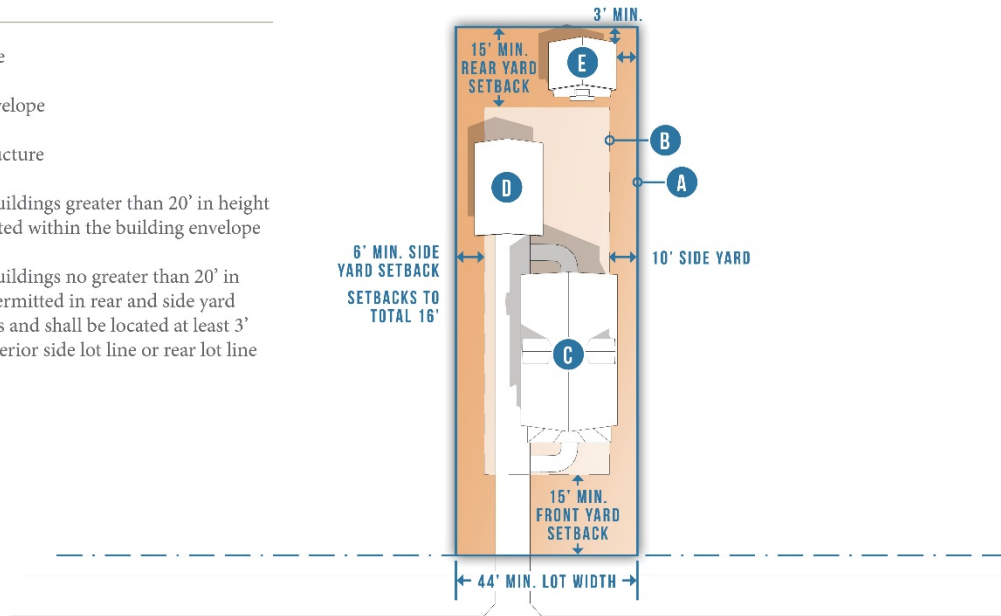 e
velope
ucture
uildings greater than 20' in height
ted within the building envelope
uildings no greater than 20' in
ermitted in rear and side yard
s and shall be located at least 3'
erior side lot line or rear lot line
3' MIN.
15' MIN.
REAR YARD
SETBACK
E
B
A
D
6' MIN. SIDE
YARD SETBACK
10' SIDE YARD
SETBACKS TO
TOTAL 16'
C
15' MIN.
FRONT YARD
SETBACK
44' MIN. LOT WIDTH